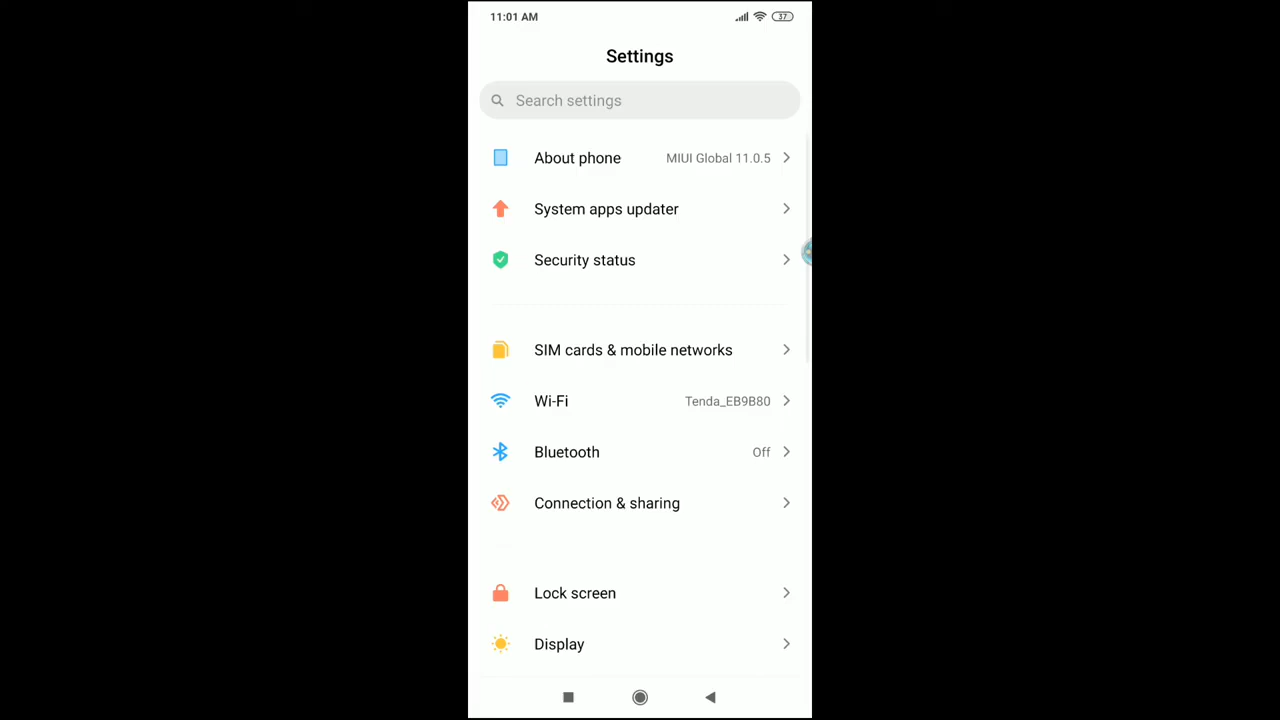 11:01 AM
37
Settings
Search settings
About phone MIUI Global 11.0.5
System apps updater
Security status
SIM cards & mobile networks
Wi-Fi Tenda_EB9B80
Bluetooth Off
Connection & sharing
Lock screen
Display